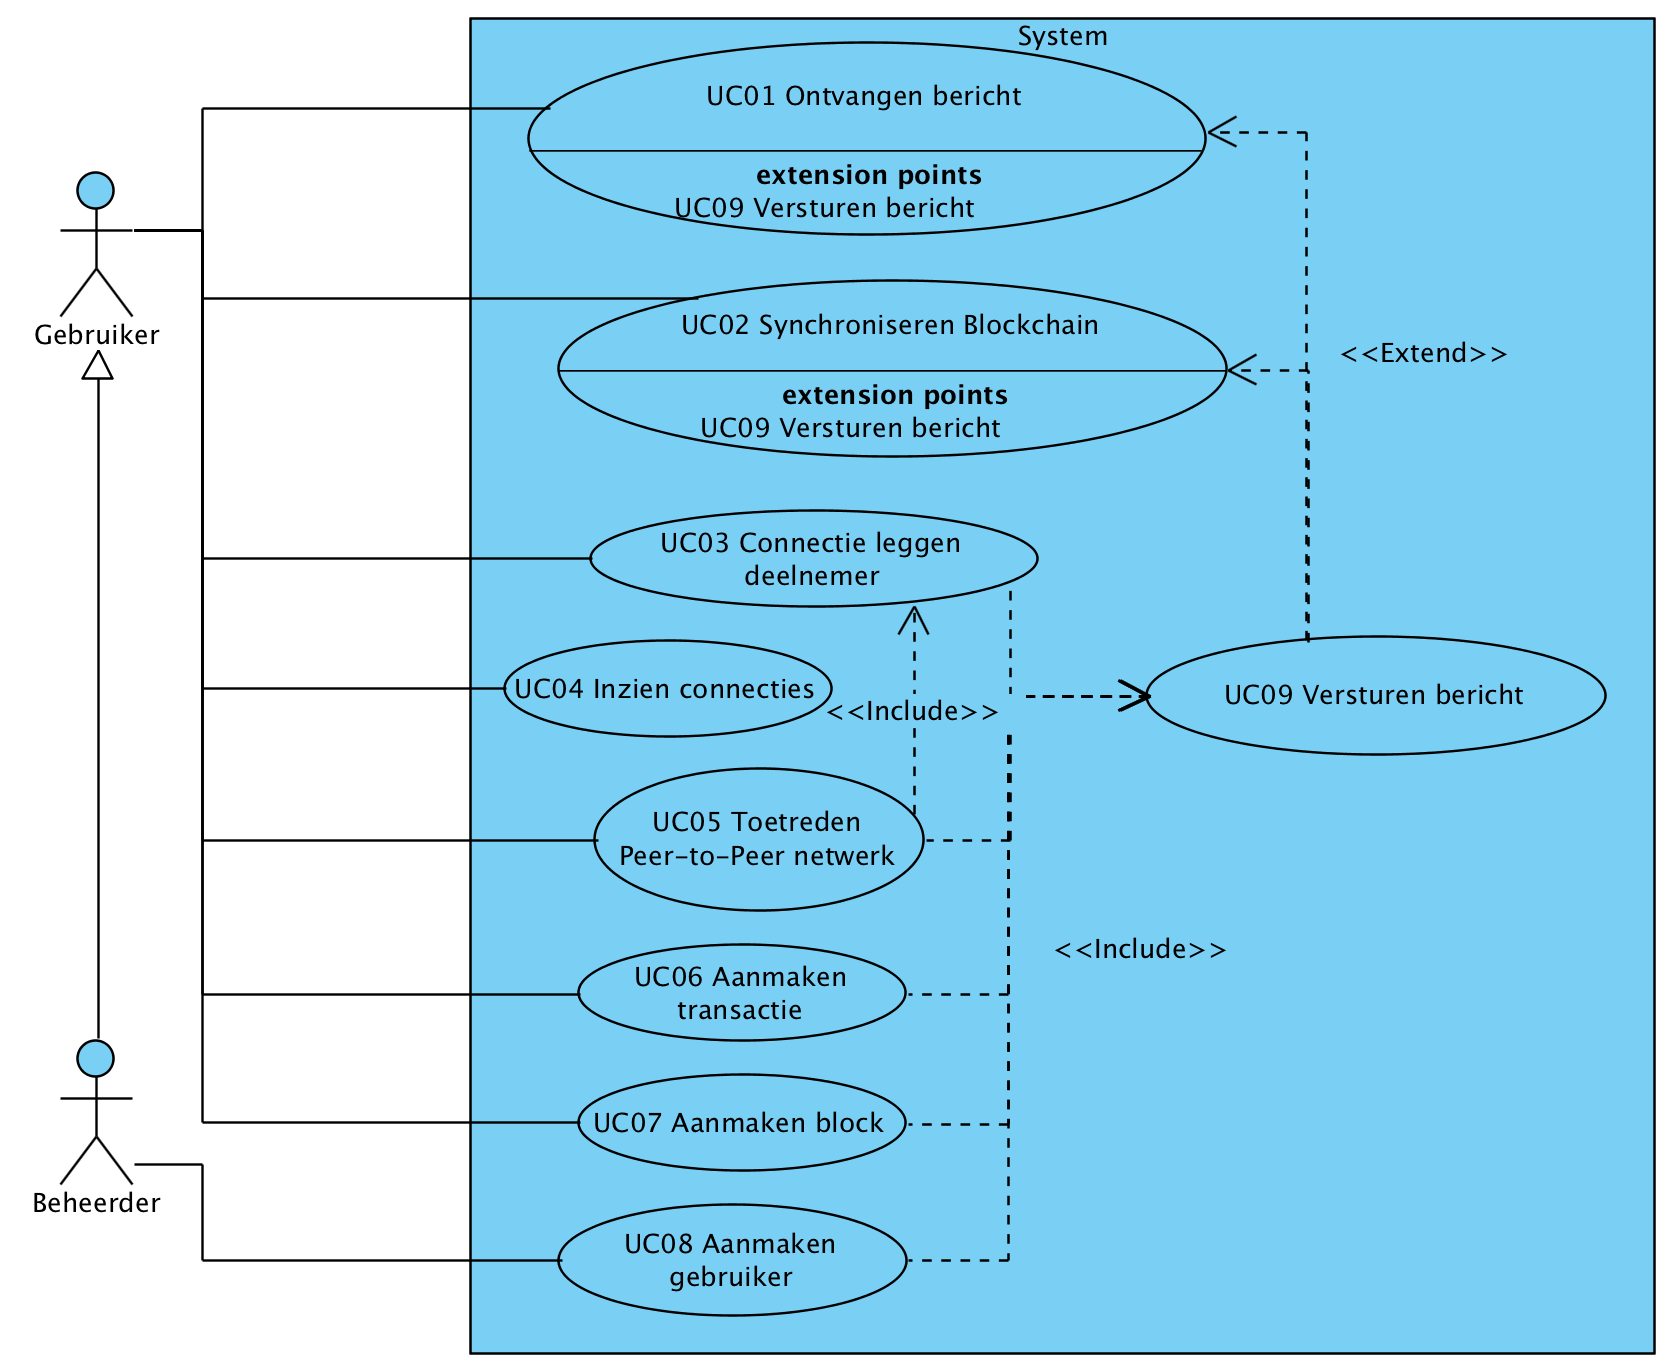 System
UC01 Ontvangen bericht
extension points
UC09 Versturen bericht
Gebruiker
UC02 Synchroniseren Blockchain
extension points
UC09 Versturen bericht
<<Extend>>
UC03 Connectie leggen
deelnemer
UC04 Inzien connecties
<<Include>>
UC09 Versturen bericht
UC05 Toetreden
Peer-to-Peer netwerk
<<Include>>
UC06 Aanmaken
transactie
UC07 Aanmaken block
Beheerder
UC08 Aanmaken
gebruiker